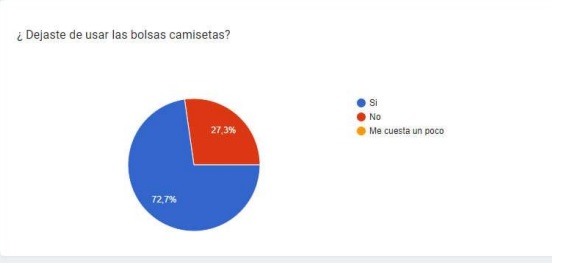 ¿ Dejaste de usar las bolsas camisetas?
Si
No
Me cuesta un poco
27,3%
72,7%